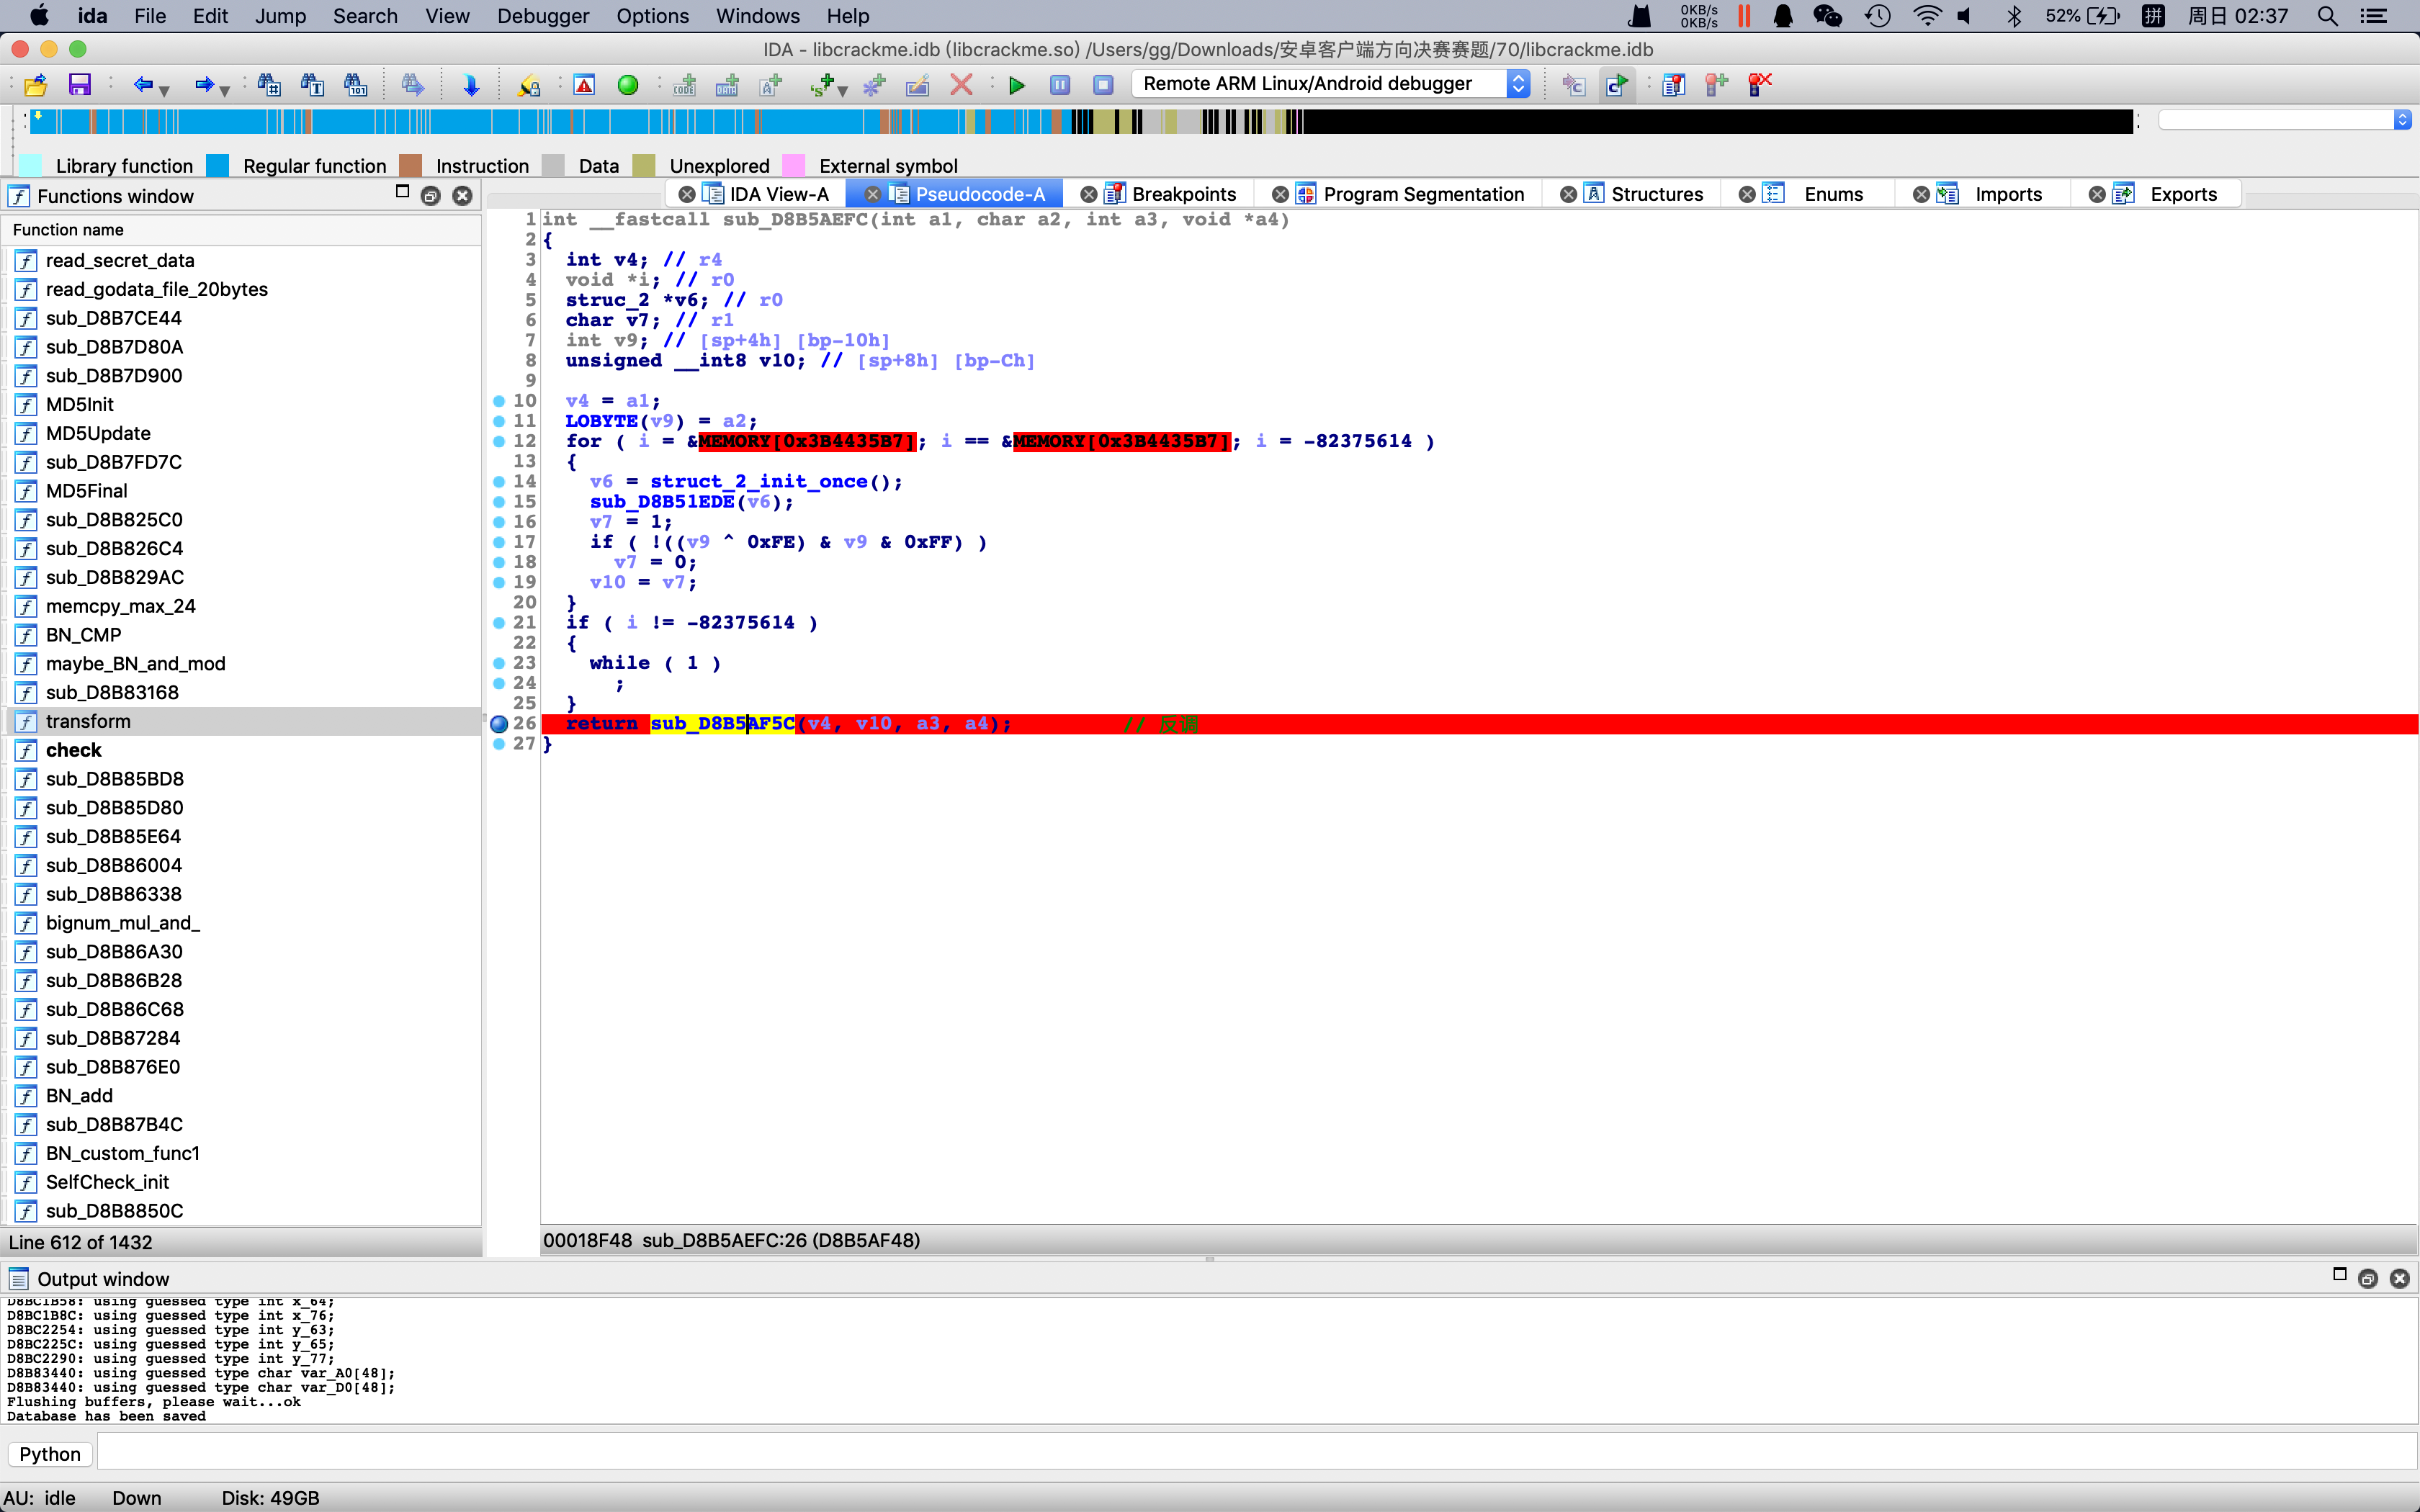 ida File Edit Jump Search View Debugger Options Windows Help 0KB/s 0KB/s 52% 拼 周日 02:37
IDA - libcrackme.idb (libcrackme.so) /Users/gg/Downloads/安卓客户端方向决赛赛题/70/libcrackme.idb
Remote ARM Linux/Android debugger
Library function Regular function Instruction Data Unexplored External symbol
Functions window
Function name
read_secret_data
read_godata_file_20bytes
sub_D8B7CE44
sub_D8B7D80A
sub_D8B7D900
MD5Init
MD5Update
sub_D8B7FD7C
MD5Final
sub_D8B825C0
sub_D8B826C4
sub_D8B829AC
memcpy_max_24
BN_CMP
maybe_BN_and_mod
sub_D8B83168
transform
check
sub_D8B85BD8
sub_D8B85D80
sub_D8B85E64
sub_D8B86004
sub_D8B86338
bignum_mul_and_
sub_D8B86A30
sub_D8B86B28
sub_D8B86C68
sub_D8B87284
sub_D8B876E0
BN_add
sub_D8B87B4C
BN_custom_func1
SelfCheck_init
sub_D8B8850C
Line 612 of 1432
IDA View-A Pseudocode-A Breakpoints Program Segmentation Structures Enums Imports Exports
1 int __fastcall sub_D8B5AEFC(int a1, char a2, int a3, void *a4)
2 {
3 int v4; // r4
4 void *i; // r0
5 struc_2 *v6; // r0
6 char v7; // r1
7 int v9; // [sp+4h] [bp-10h]
8 unsigned __int8 v10; // [sp+8h] [bp-Ch]
9
10 v4 = a1;
11 LOBYTE(v9) = a2;
12 for ( i = &MEMORY[0x3B4435B7]; i == &MEMORY[0x3B4435B7]; i = -82375614 )
13 {
14 v6 = struct_2_init_once();
15 sub_D8B51EDE(v6);
16 v7 = 1;
17 if ( !((v9 ^ 0xFE) & v9 & 0xFF) )
18 v7 = 0;
19 v10 = v7;
20 }
21 if ( i != -82375614 )
22 {
23 while ( 1 )
24 ;
25 }
26 return sub_D8B5AF5C(v4, v10, a3, a4); // 反调
27 }
00018F48 sub_D8B5AEFC:26 (D8B5AF48)
Output window
D8BC1B58: using guessed type int x_64;
D8BC1B8C: using guessed type int x_76;
D8BC2254: using guessed type int y_63;
D8BC225C: using guessed type int y_65;
D8BC2290: using guessed type int y_77;
D8B83440: using guessed type char var_A0[48];
D8B83440: using guessed type char var_D0[48];
Flushing buffers, please wait...ok
Database has been saved
Python
AU: idle Down Disk: 49GB